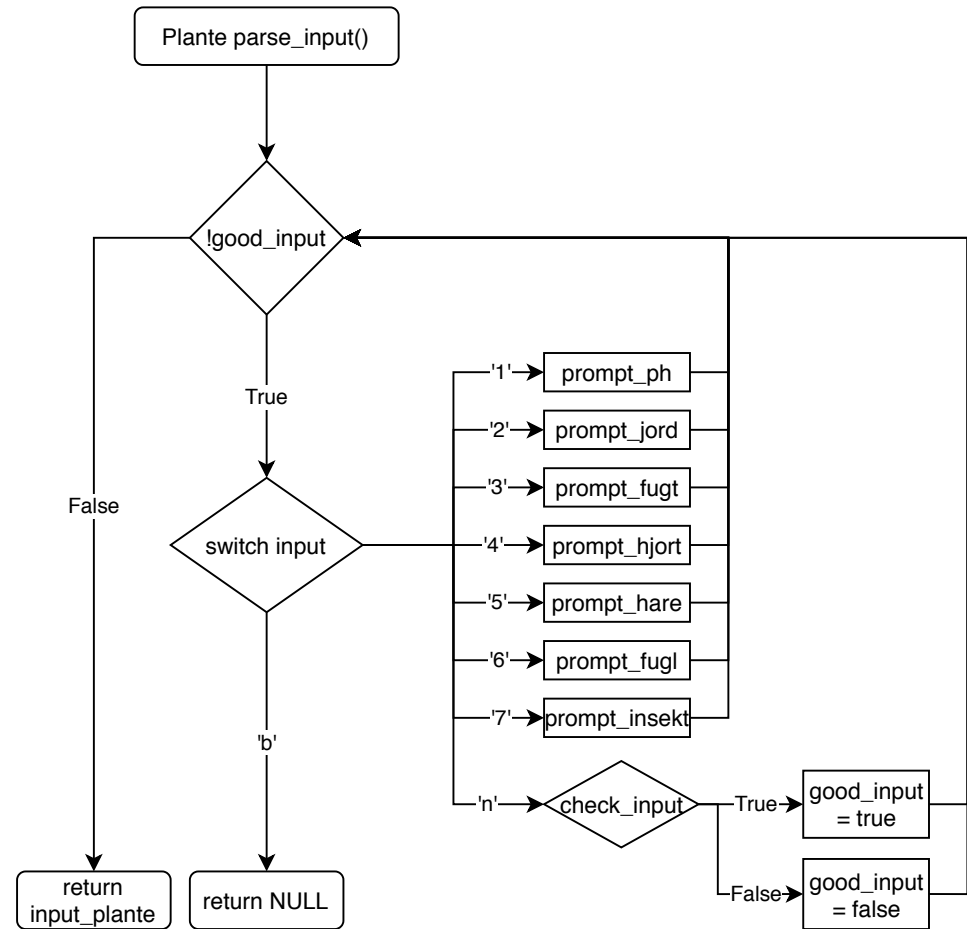 Plante parse_input()
!good_input
True
False
switch input
'1'
prompt_ph
'2'
prompt_jord
'3'
prompt_fugt
'4'
prompt_hjort
'5'
prompt_hare
'6'
prompt_fugl
'7'
prompt_insekt
'b'
'n'
check_input
True
good_input
= true
False
good_input
= false
return
input_plante
return NULL